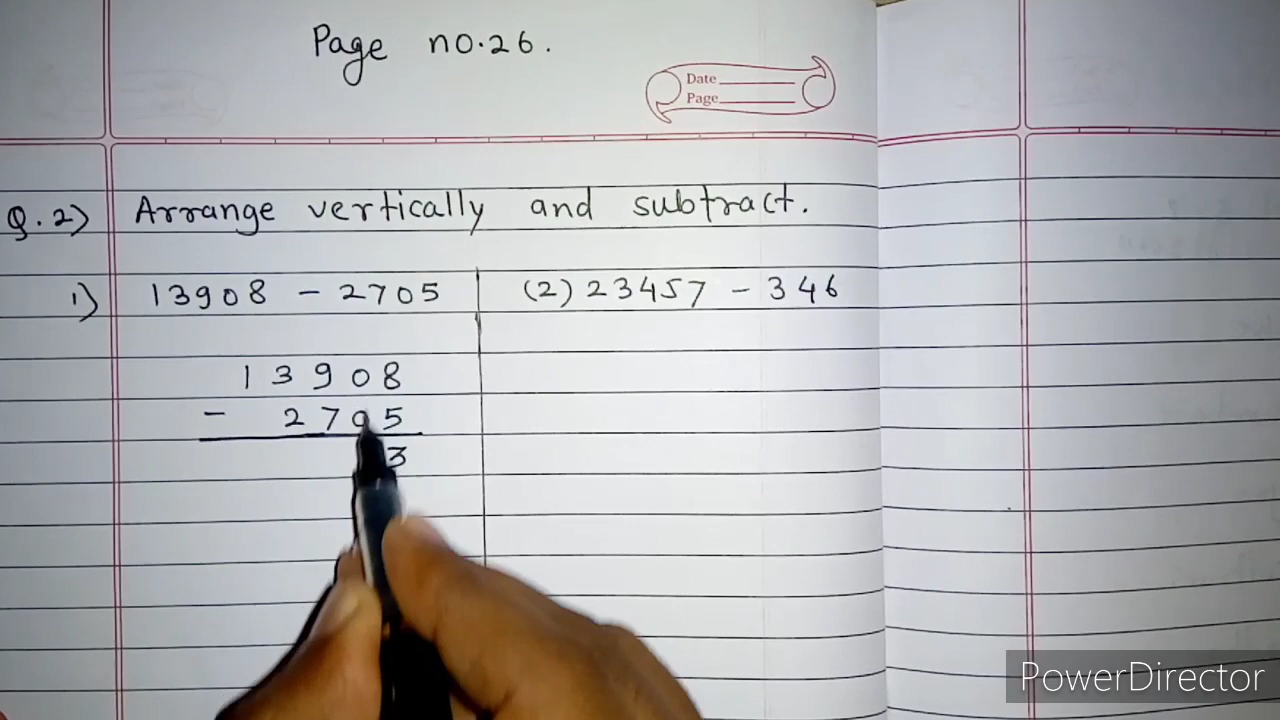 Page no.26.
Date
Page
Q.2) Arrange vertically and subtract.
1) 13908 - 2705
(2) 23457 - 346
13908
- 2705
3
PowerDirector